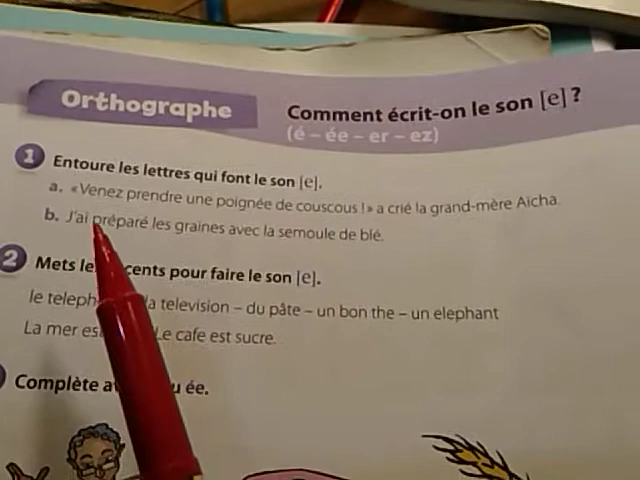 Orthographe
Comment écrit-on le son [e] ?
(é – ée – er – ez)
1 Entoure les lettres qui font le son [e].
a. «Venez prendre une poignée de couscous !» a crié la grand-mère Aicha.
b. J'ai préparé les graines avec la semoule de blé.
2 Mets le cents pour faire le son [e].
le teleph la television – du pâte – un bon the – un elephant
La mer es Le cafe est sucre.
Complète a u ée.